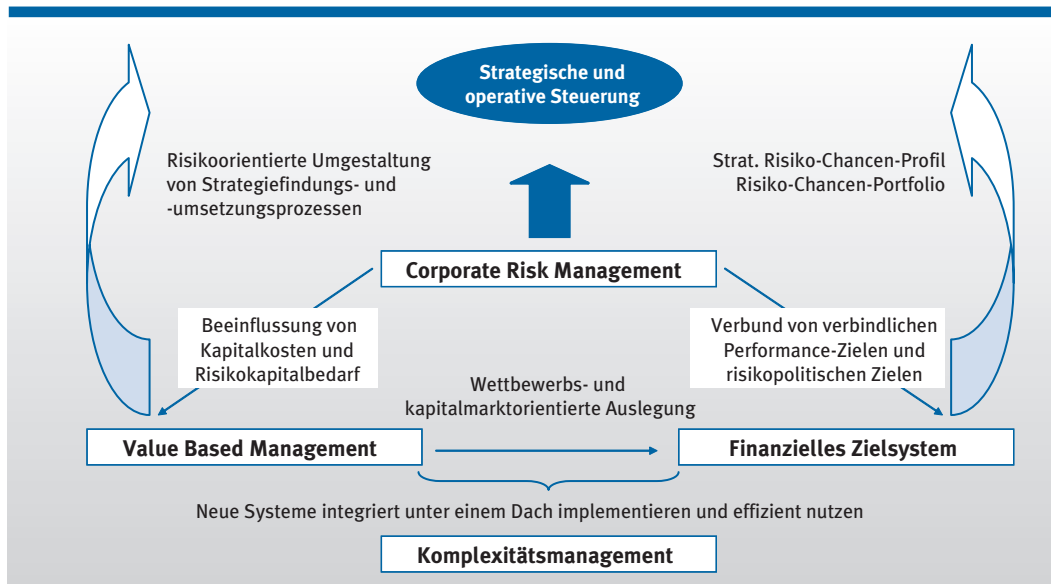 Strategische und
operative Steuerung
Risikoorientierte Umgestaltung
von Strategiefindungs- und
-umsetzungsprozessen
Strat. Risiko-Chancen-Profil
Risiko-Chancen-Portfolio
Corporate Risk Management
Beeinflussung von
Kapitalkosten und
Risikokapitalbedarf
Verbund von verbindlichen
Performance-Zielen und
risikopolitischen Zielen
Wettbewerbs- und
kapitalmarktorientierte Auslegung
Value Based Management
Finanzielles Zielsystem
Neue Systeme integriert unter einem Dach implementieren und effizient nutzen
Komplexitätsmanagement